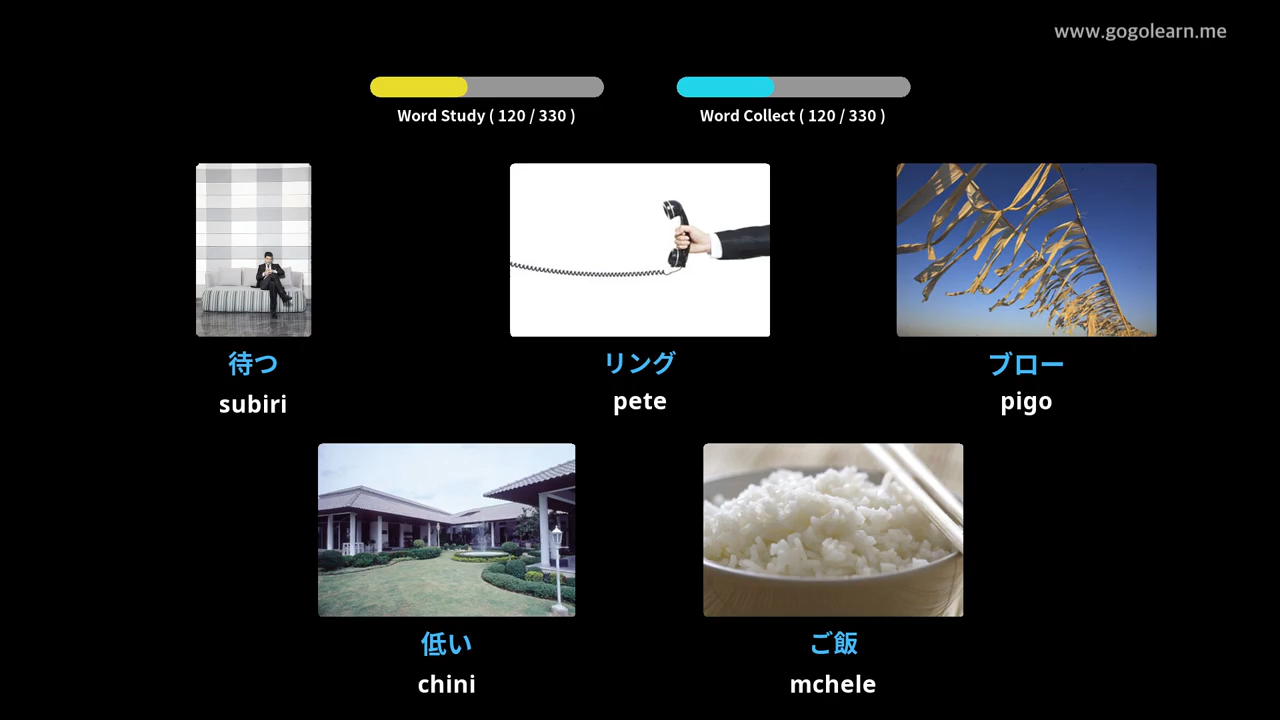 www.gogolearn.me
Word Study ( 120 / 330 )
Word Collect ( 120 / 330 )
待つ
subiri
リング
pete
ブロー
pigo
低い
chini
ご飯
mchele